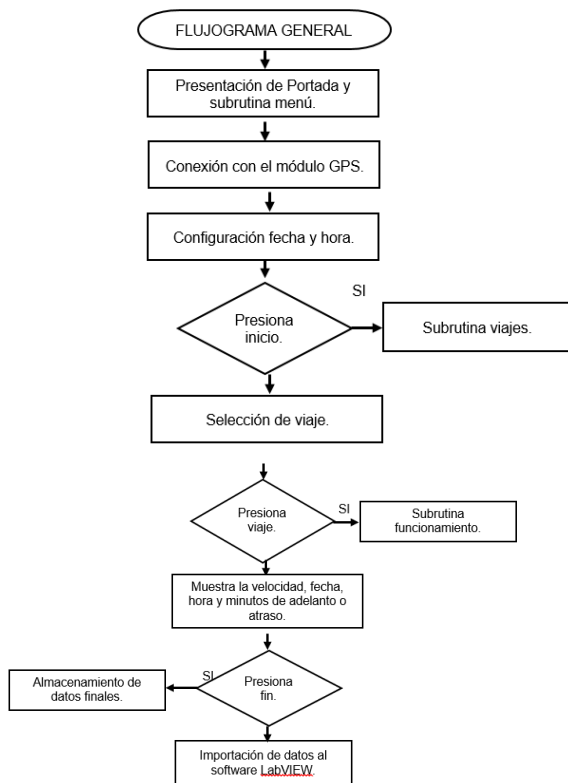 FLUJOGRAMA GENERAL
Presentación de Portada y
subrutina menú.
Conexión con el módulo GPS.
Configuración fecha y hora.
SI
Presiona
inicio.
Subrutina viajes.
Selección de viaje.
SI
Presiona
viaje.
Subrutina
funcionamiento.
Muestra la velocidad, fecha,
hora y minutos de adelanto o
atraso.
SI
Presiona
fin.
Almacenamiento de
datos finales.
Importación de datos al
software LabVIEW.